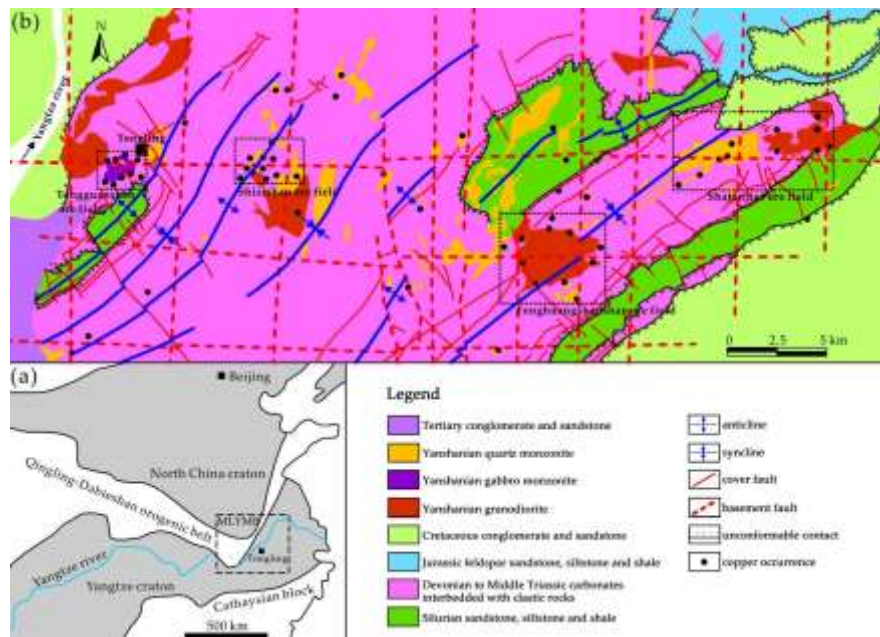 (b)
N
Yangtze river
Tongling
Tongguanshan
ore field
Shizishan ore field
Shatanjiao ore field
Fenghuangshan ore field
0 2.5 5 km
(a)
Beijing
North China craton
Qingling-Dabieshan orogenic belt
MLYMB
Tongling
Yangtze river
Yangtze craton
Cathaysian block
500 km
Legend
Tertiary conglomerate and sandstone
Yanshanian quartz monzonite
Yanshanian gabbro monzonite
Yanshanian granodiorite
Cretaceous conglomerate and sandstone
Jurassic feldspar sandstone, siltstone and shale
Devonian to Middle Triassic carbonates
interbedded with clastic rocks
Silurian sandstone, siltstone and shale
anticline
syncline
cover fault
basement fault
unconformable contact
copper occurrence